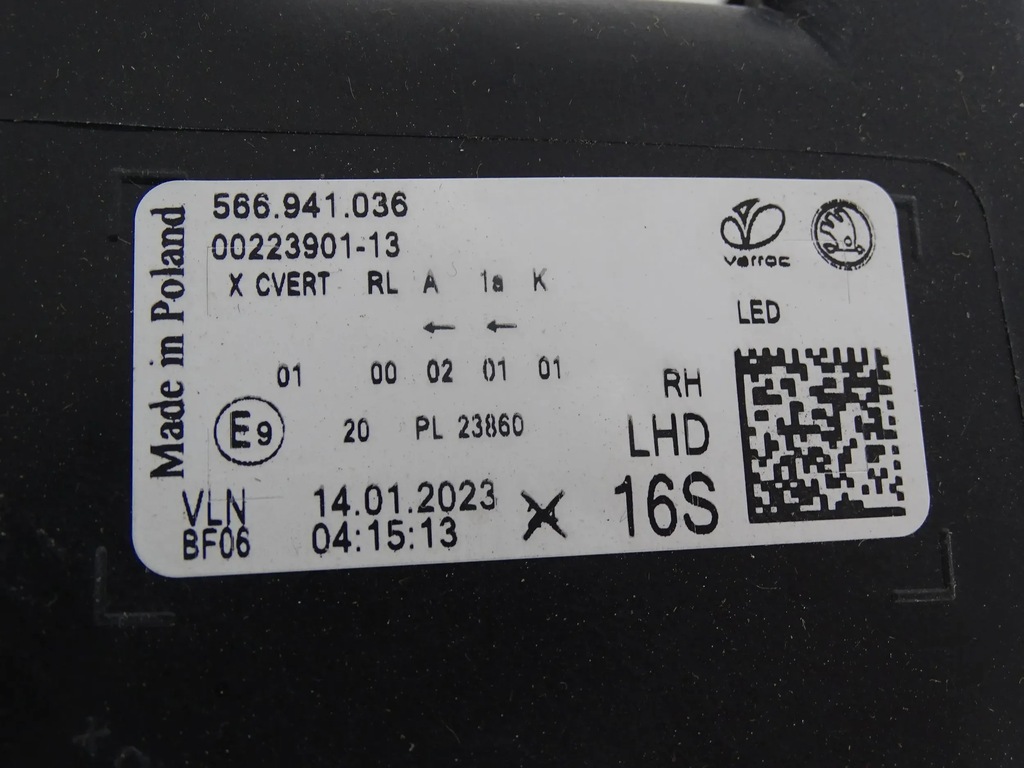 Made in Poland
566.941.036
00223901-13
varroc
X CVERT RL A 1a K
← ←
LED
01 00 02 01 01
RH
E9 20 PL 23860
LHD
VLN 14.01.2023
BF06 04:15:13
X
16S